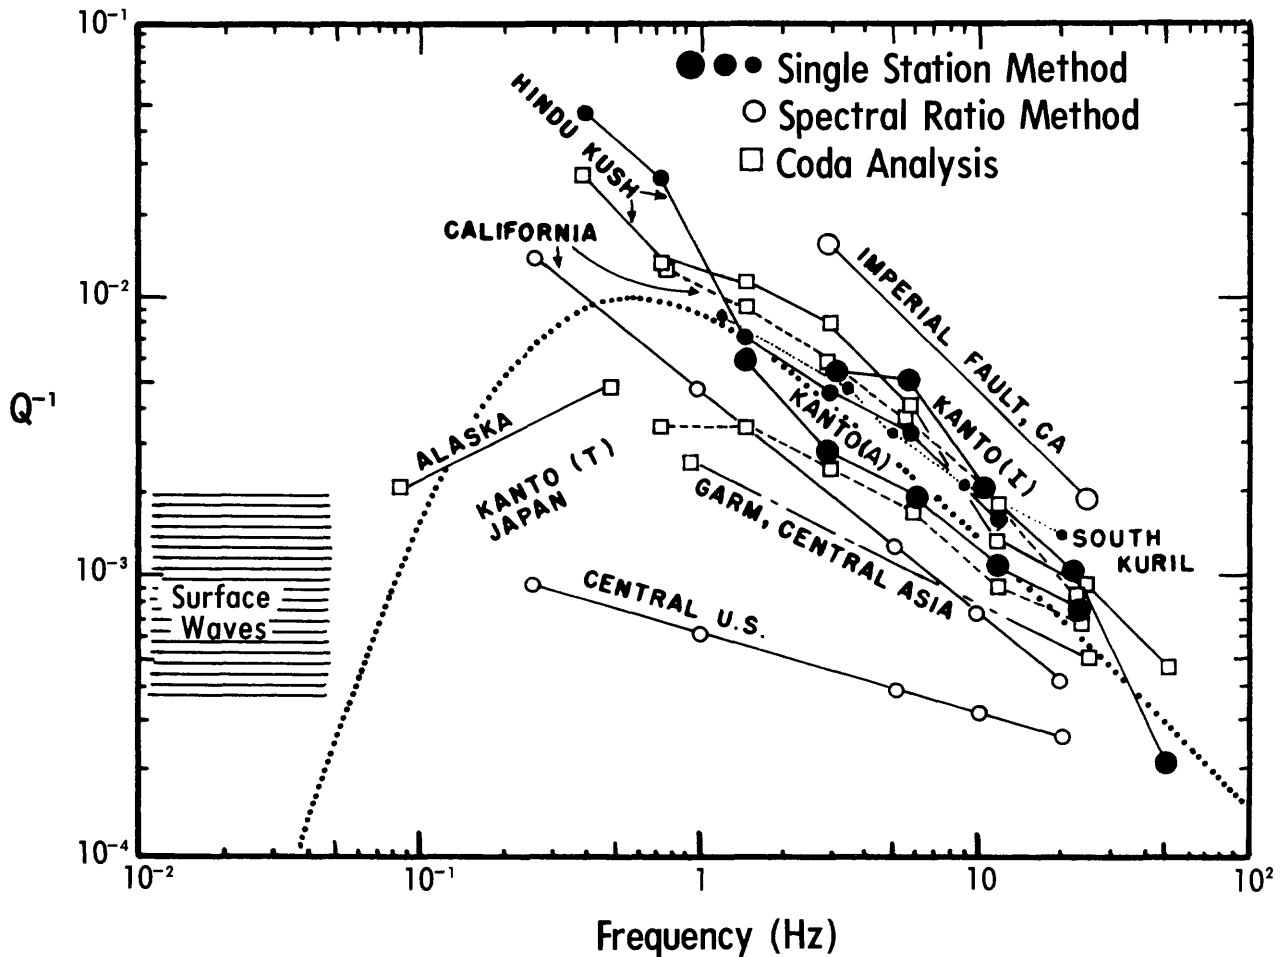 10⁻¹
Single Station Method
Spectral Ratio Method
Coda Analysis
HINDU KUSH
CALIFORNIA
IMPERIAL FAULT, CA
10⁻²
Q⁻¹
KANTO(A)
KANTO(I)
ALASKA
KANTO (T)
JAPAN
GARM, CENTRAL ASIA
SOUTH
KURIL
10⁻³
Surface
Waves
CENTRAL U.S.
10⁻⁴
10⁻²
10⁻¹
1
10
10²
Frequency (Hz)